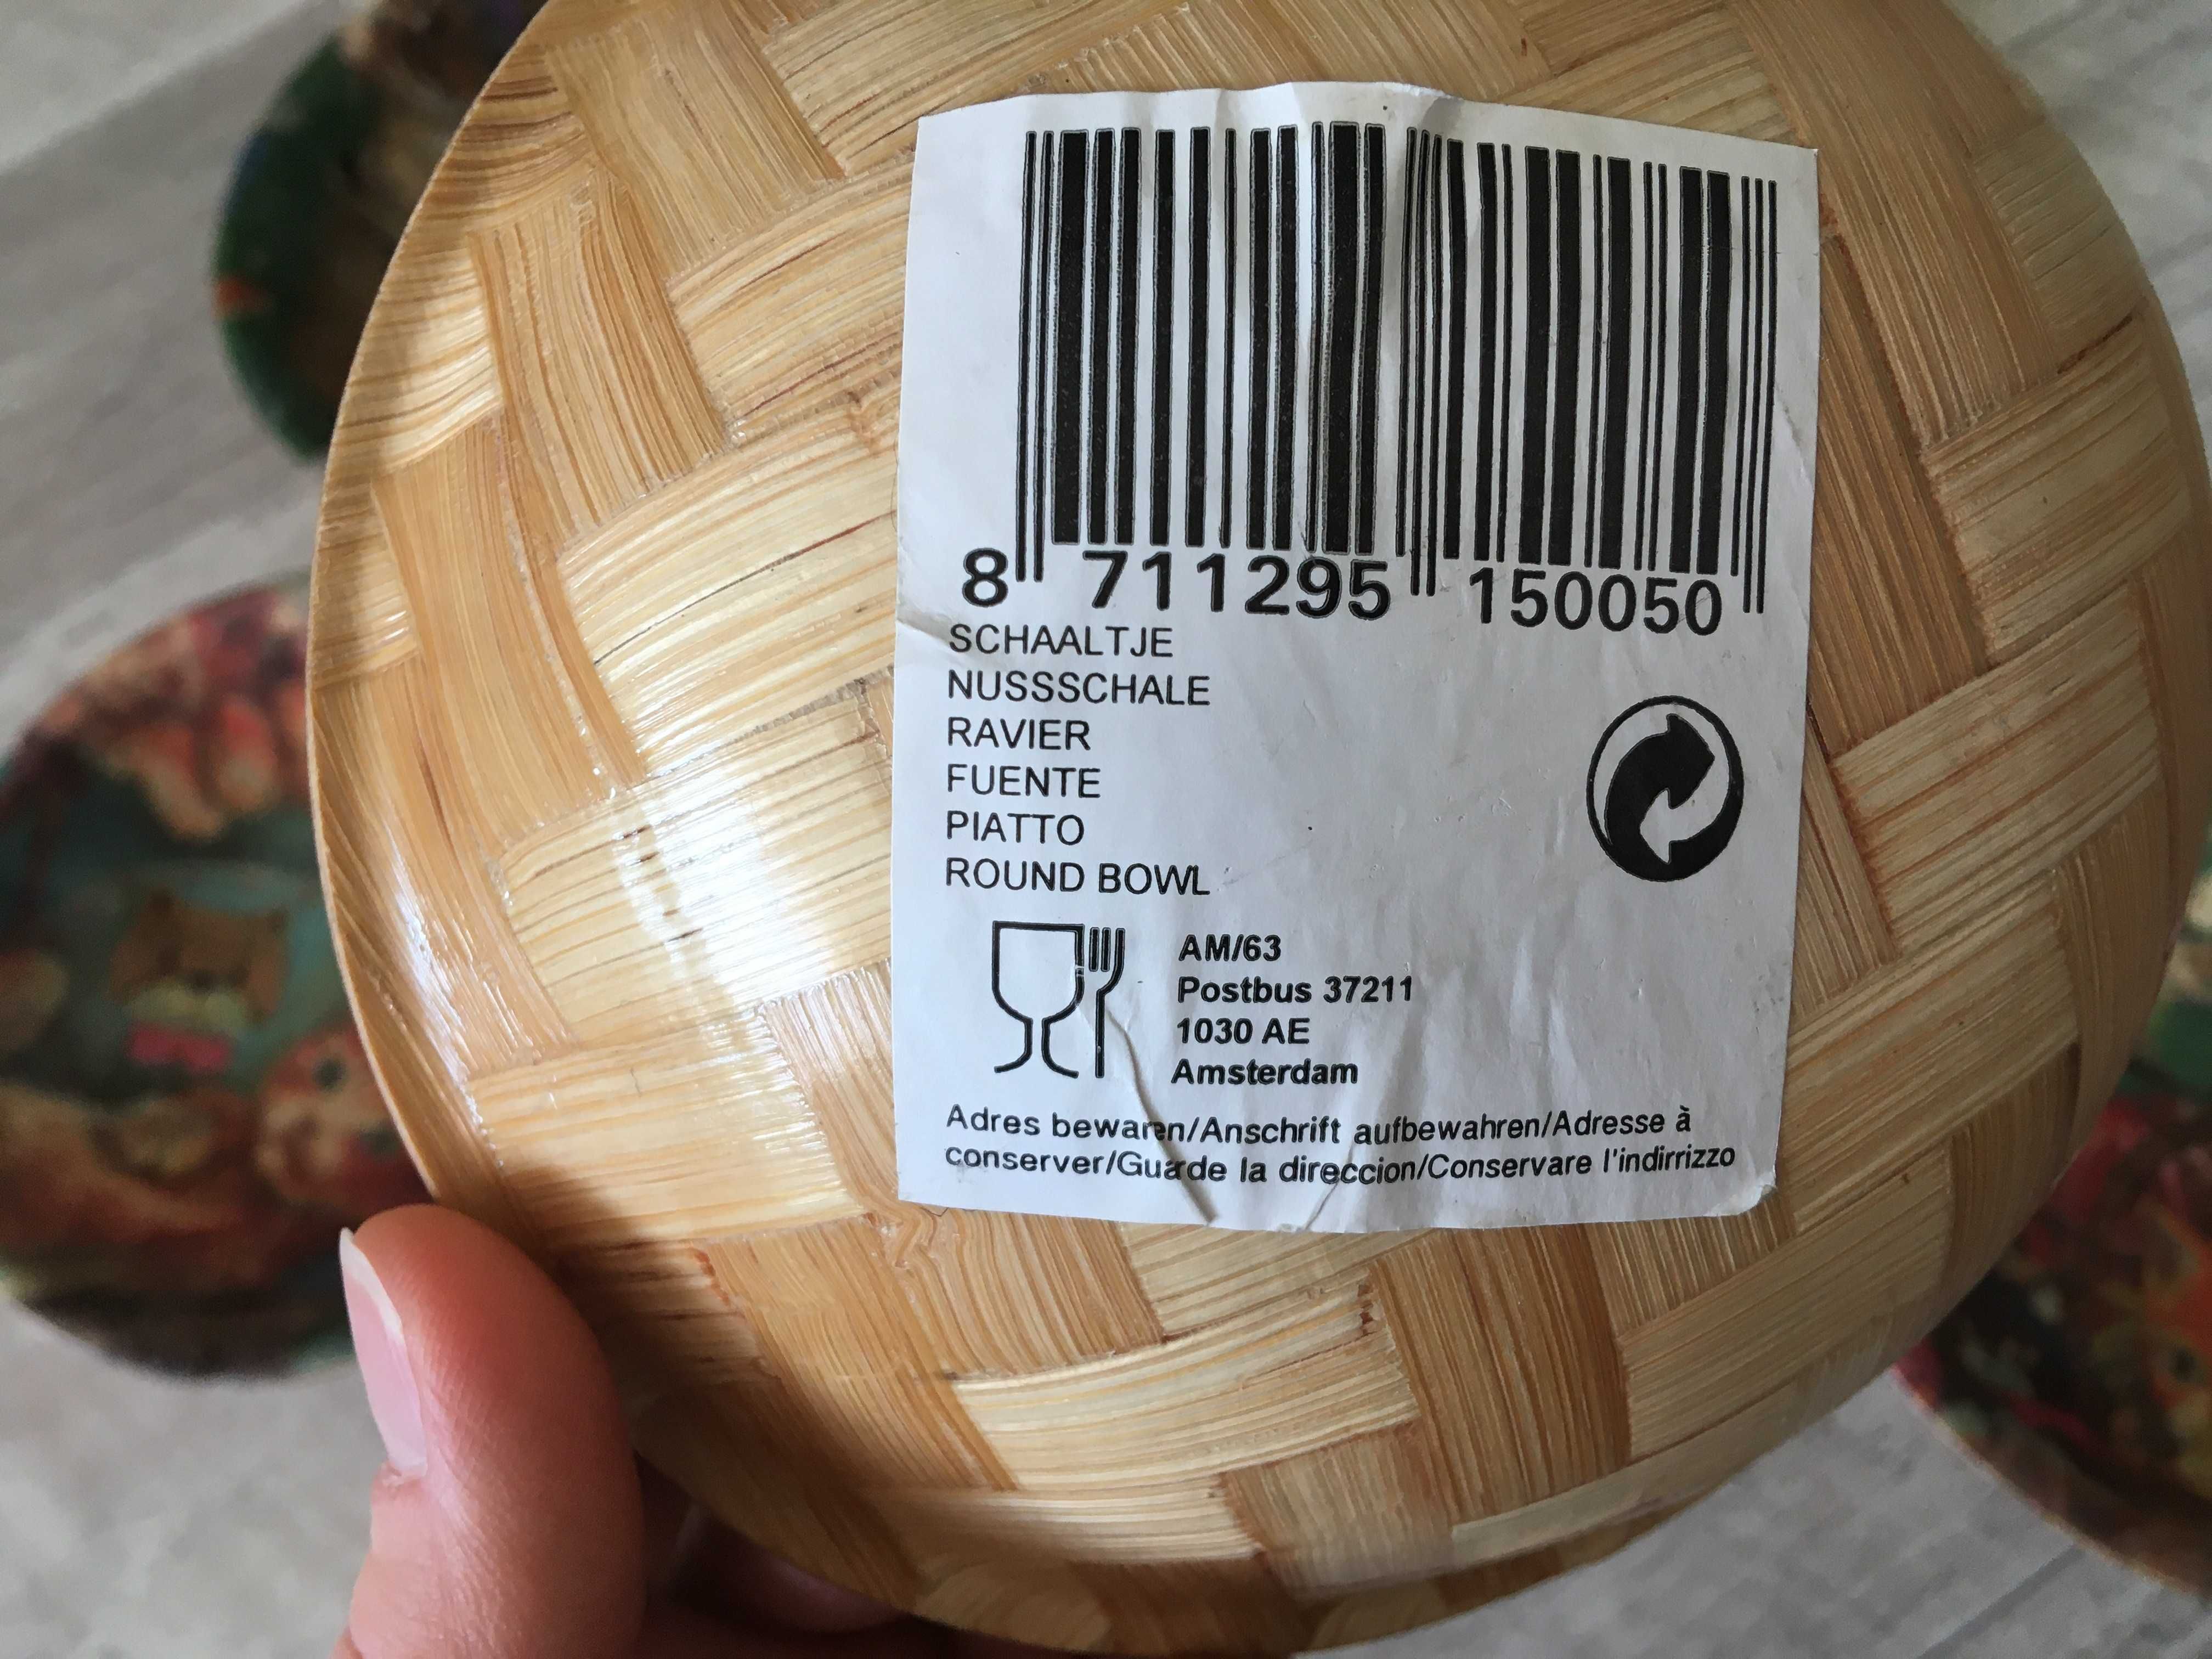 8 711295 150050
SCHAALTJE
NUSSSCHALE
RAVIER
FUENTE
PIATTO
ROUND BOWL
AM/63
Postbus 37211
1030 AE
Amsterdam
Adres bewaren/Anschrift aufbewahren/Adresse à
conserver/Guarde la direccion/Conservare l'indirrizzo